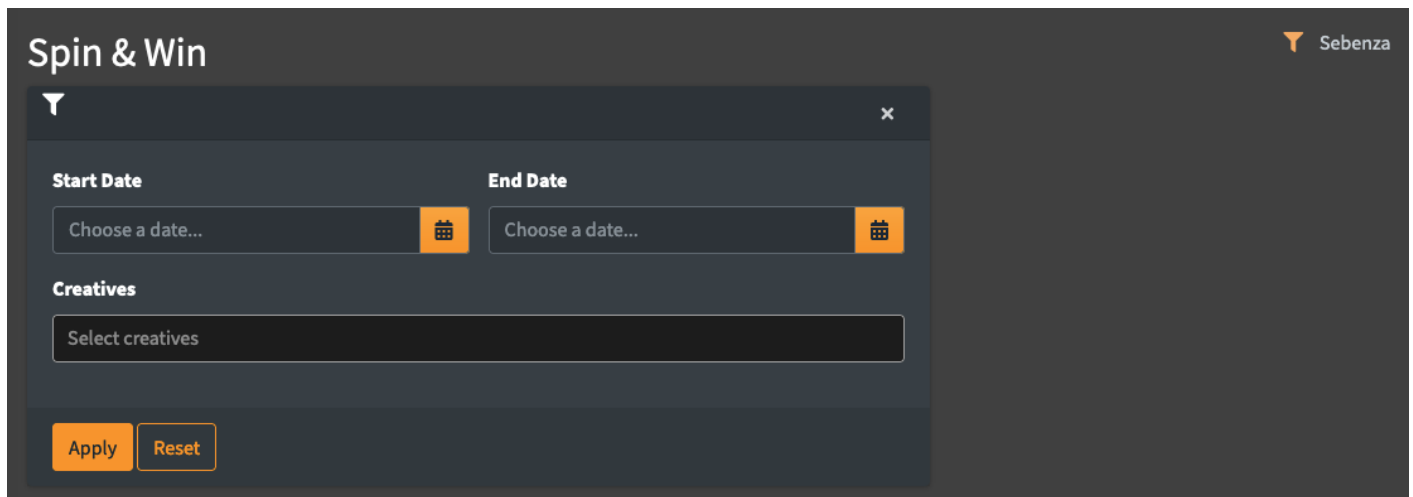 Spin & Win
Sebenza
×
Start Date
End Date
Choose a date...
Choose a date...
Creatives
Select creatives
Apply
Reset